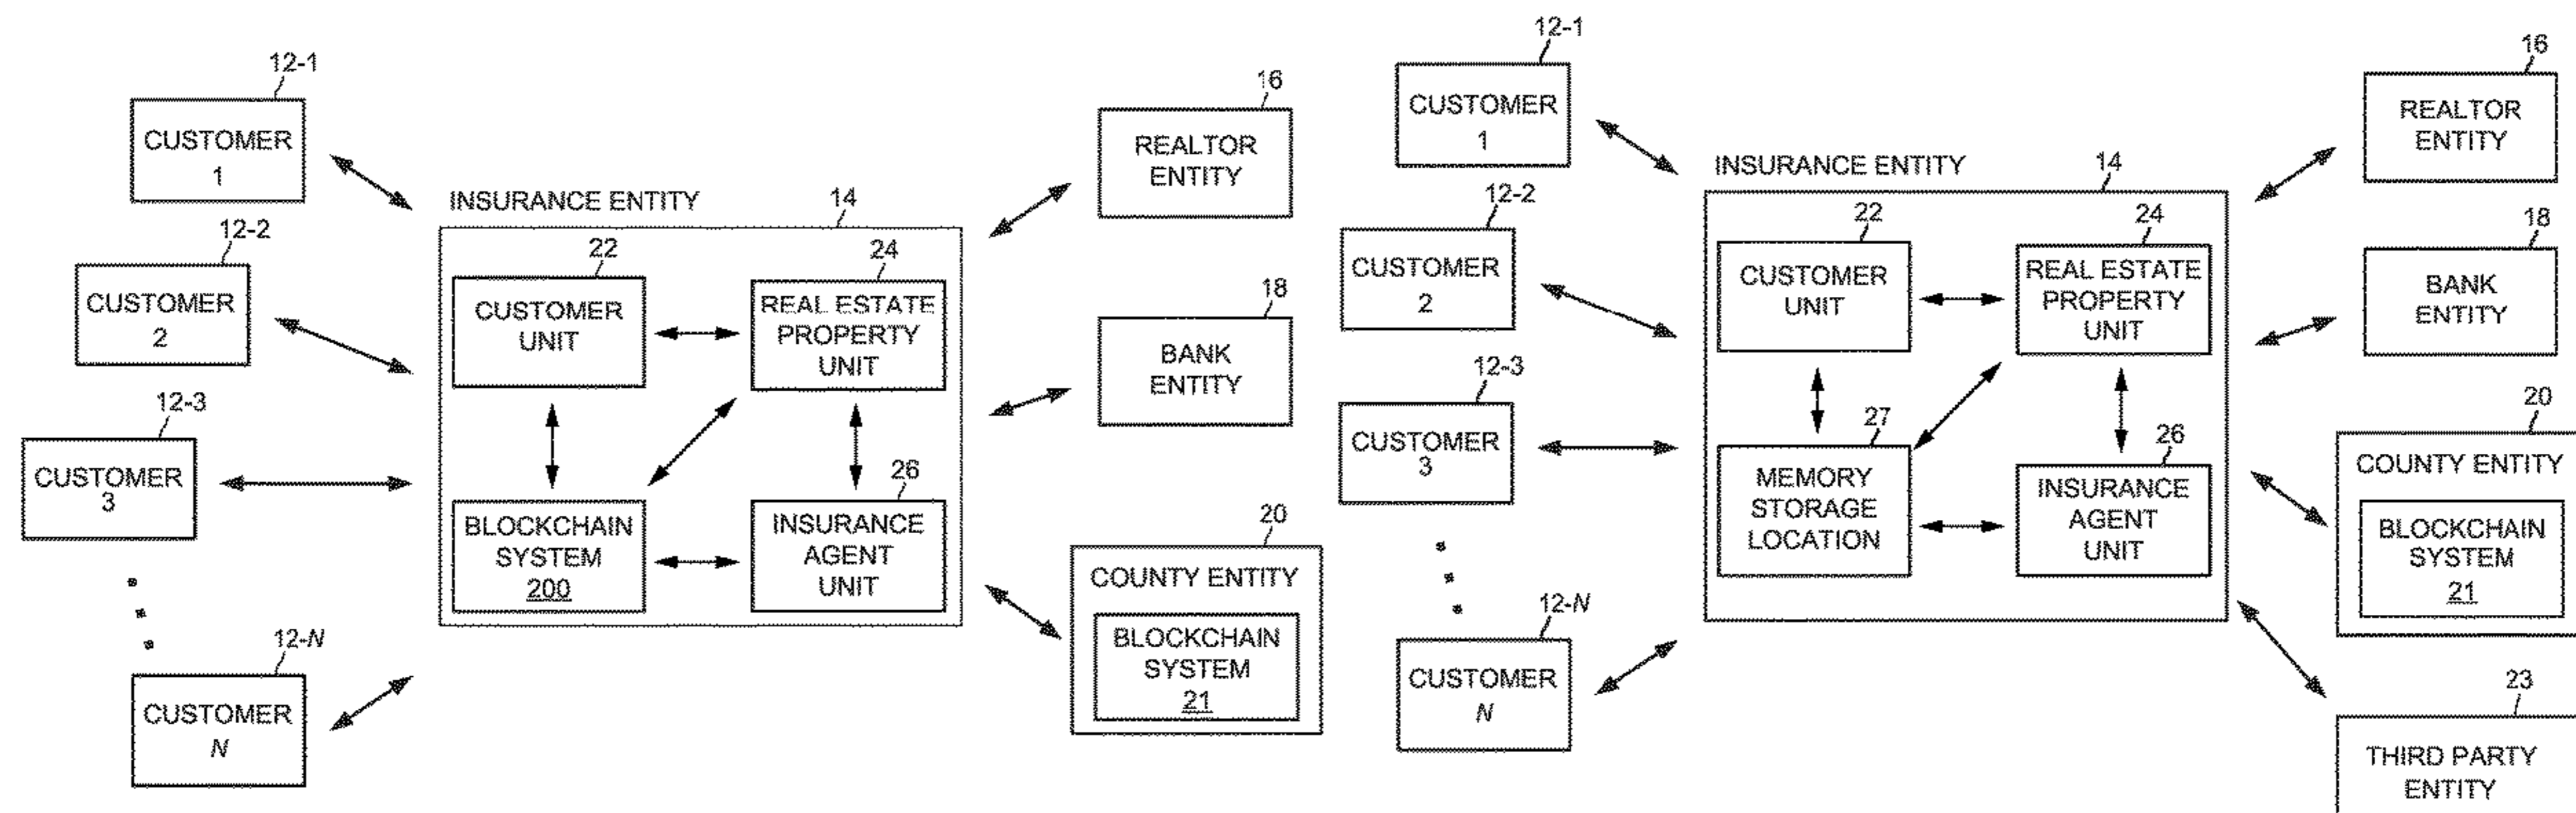 12-1
CUSTOMER
1
12-2
CUSTOMER
2
12-3
CUSTOMER
3
12-N
CUSTOMER
N
INSURANCE ENTITY
14
22
CUSTOMER
UNIT
24
REAL ESTATE
PROPERTY
UNIT
BLOCKCHAIN
SYSTEM
200
26
INSURANCE
AGENT
UNIT
16
REALTOR
ENTITY
18
BANK
ENTITY
20
COUNTY ENTITY
BLOCKCHAIN
SYSTEM
21
12-1
CUSTOMER
1
12-2
CUSTOMER
2
12-3
CUSTOMER
3
12-N
CUSTOMER
N
INSURANCE ENTITY
14
22
CUSTOMER
UNIT
24
REAL ESTATE
PROPERTY
UNIT
27
MEMORY
STORAGE
LOCATION
26
INSURANCE
AGENT
UNIT
16
REALTOR
ENTITY
18
BANK
ENTITY
20
COUNTY ENTITY
BLOCKCHAIN
SYSTEM
21
23
THIRD PARTY
ENTITY